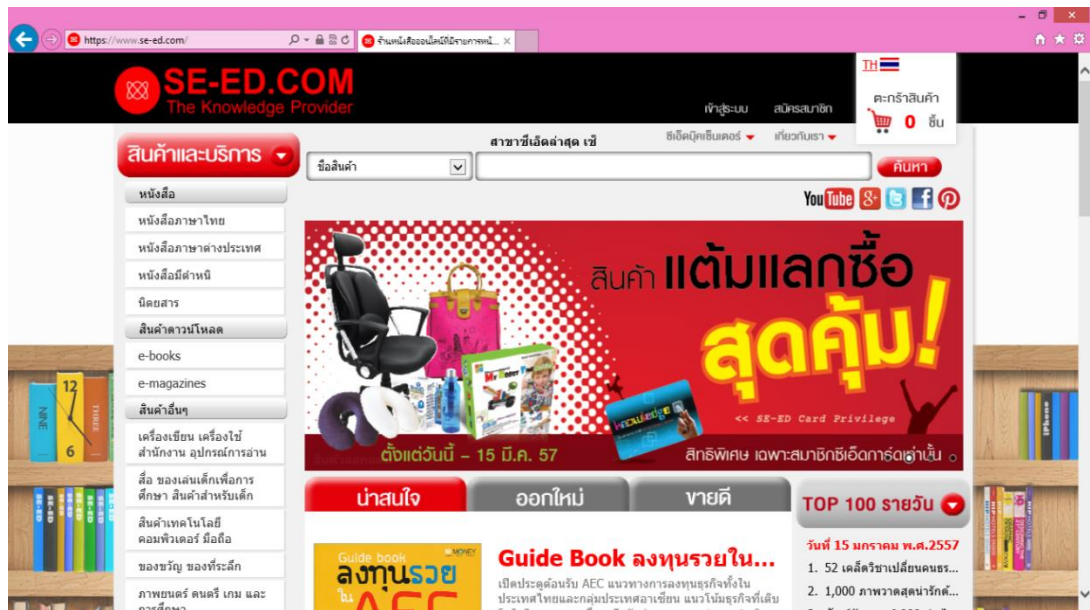 https://www.se-ed.com/
ร้านหนังสือออนไลน์ที่มีรายการหนั...
SE-ED.COM
The Knowledge Provider
TH
เข้าสู่ระบบ
สมัครสมาชิก
ตะกร้าสินค้า
0 ชิ้น
สาขาซีเอ็ดล่าสุด เซ็
ซีเอ็ดบุ๊คเซ็นเตอร์
เกี่ยวกับเรา
สินค้าและบริการ
ชื่อสินค้า
ค้นหา
You Tube
หนังสือ
หนังสือภาษาไทย
หนังสือภาษาต่างประเทศ
หนังสือมีตำหนิ
นิตยสาร
สินค้าดาวน์โหลด
e-books
e-magazines
สินค้าอื่นๆ
เครื่องเขียน เครื่องใช้
สำนักงาน อุปกรณ์การอ่าน
สื่อ ของเล่นเด็กเพื่อการ
ศึกษา สินค้าสำหรับเด็ก
สินค้าเทคโนโลยี
คอมพิวเตอร์ มือถือ
ของขวัญ ของที่ระลึก
ภาพยนตร์ ดนตรี เกม และ
การศึกษา
สินค้า แต้มแลกซื้อ
สุดคุ้ม!
<< SE-ED Card Privilege
Knowledge
ตั้งแต่วันนี้ – 15 มี.ค. 57
สิทธิพิเศษ เฉพาะสมาชิกซีเอ็ดการ์ดเท่านั้น
น่าสนใจ
ออกใหม่
ขายดี
TOP 100 รายวัน
Guide book
MONEY
ลงทุนรวย
ใน
AEC
Guide Book ลงทุนรวยใน...
เปิดประตูต้อนรับ AEC แนวทางการลงทุนธุรกิจทั้งใน
ประเทศไทยและกลุ่มประเทศอาเซียน แนวโน้มธุรกิจที่เติบ
วันที่ 15 มกราคม พ.ศ.2557
1. 52 เคล็ดวิชาเปลี่ยนคนธร...
2. 1,000 ภาพวาดสุดน่ารักด้...
12
6
NINE
THREE
iPhone